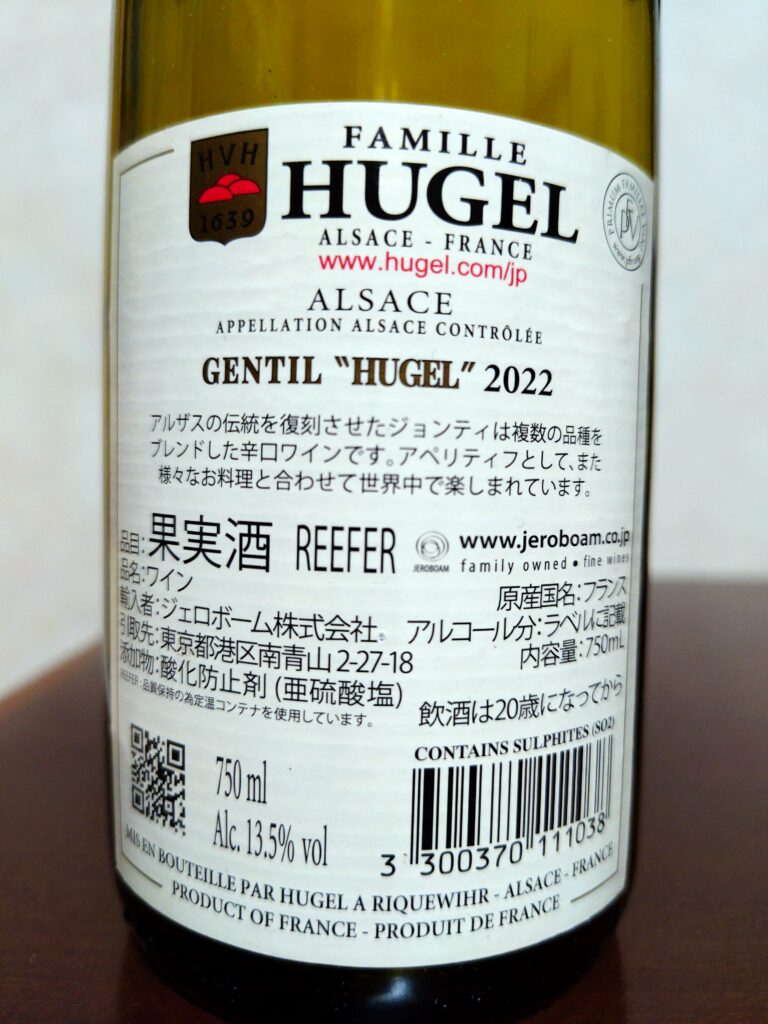 HVH
1639
FAMILLE
HUGEL
ALSACE - FRANCE
www.hugel.com/jp
PRIMUM FAMILIAE
PFV
www.pfv.org
ALSACE
APPELLATION ALSACE CONTRÔLÉE
GENTIL "HUGEL" 2022
アルザスの伝統を復刻させたジョンティは複数の品種を
ブレンドした辛口ワインです。アペリティフとして、また
様々なお料理と合わせて世界中で楽しまれています。
品目:果実酒 REEFER
JEROBOAM
www.jeroboam.co.jp
family owned • fine wines
品名:ワイン
原産国名:フランス
輸入者:ジェロボーム株式会社。
アルコール分:ラベルに記載
引取先:東京都港区南青山2-27-18
内容量:750mL
添加物:酸化防止剤(亜硫酸塩)
REEFER:品質保持の為定温コンテナを使用しています。
飲酒は20歳になってから
CONTAINS SULPHITES (SO2)
750 ml
Alc. 13.5% vol
3 300370 111038
MIS EN BOUTEILLE PAR HUGEL A RIQUEWIHR - ALSACE - FRANCE
PRODUCT OF FRANCE - PRODUIT DE FRANCE